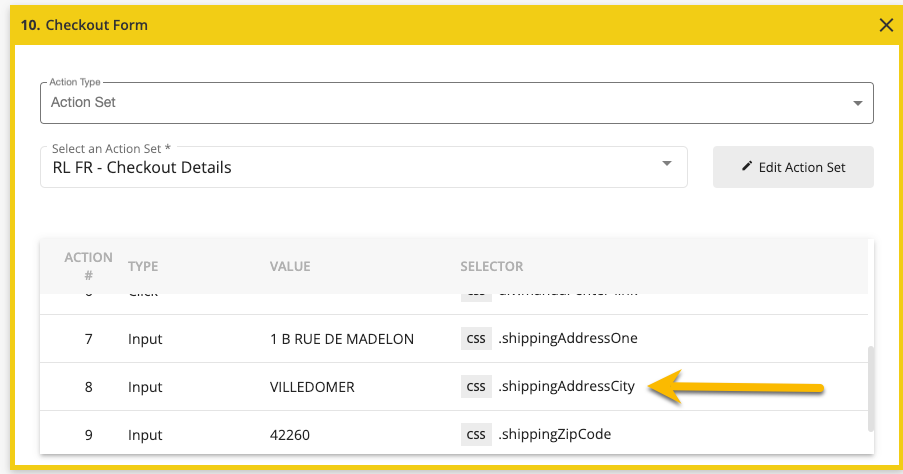 10. Checkout Form
Action Type
Action Set
Select an Action Set *
RL FR - Checkout Details
Edit Action Set
ACTION # TYPE VALUE SELECTOR
Click css
7 Input 1 B RUE DE MADELON css .shippingAddressOne
8 Input VILLEDOMER css .shippingAddressCity
9 Input 42260 css .shippingZipCode